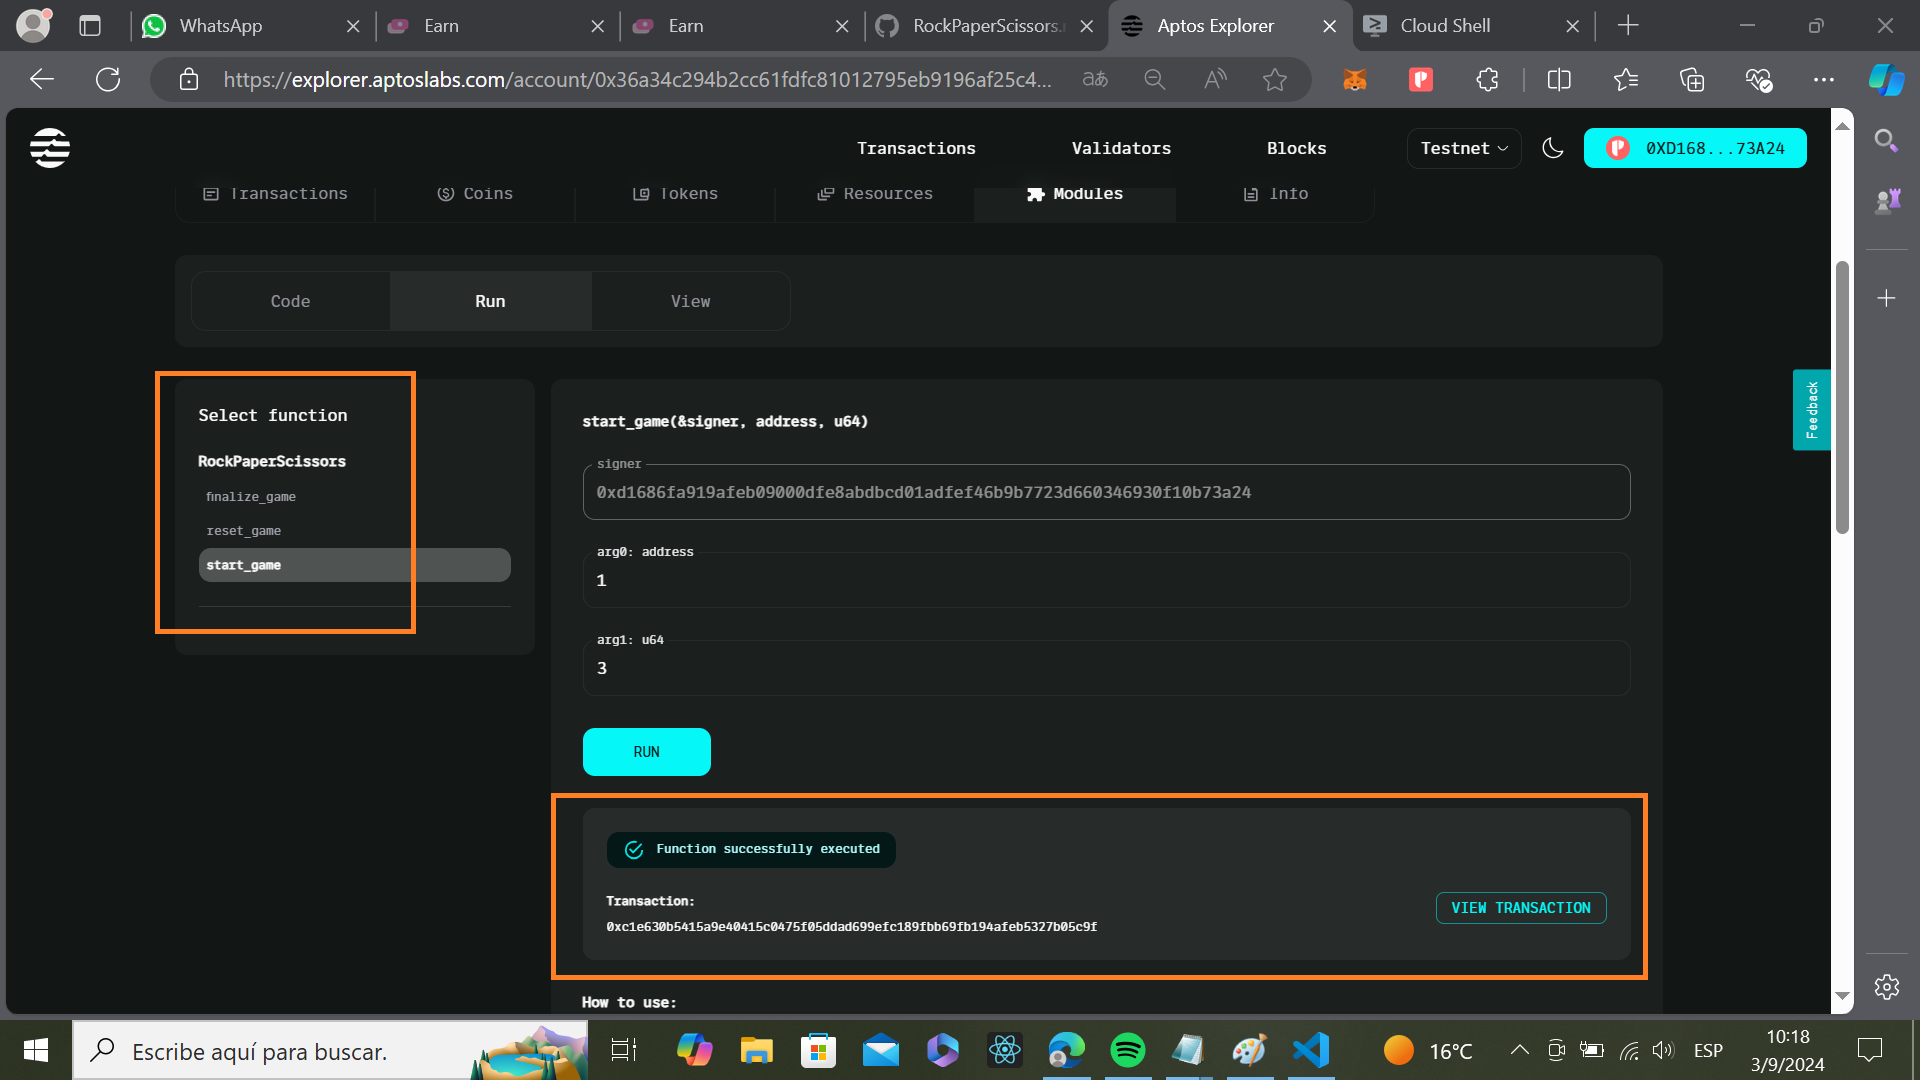 WhatsApp
Earn
Earn
RockPaperScissors.
Aptos Explorer
Cloud Shell
https://explorer.aptoslabs.com/account/0x36a34c294b2cc61fdfc81012795eb9196af25c4...
Transactions
Validators
Blocks
Testnet
0XD168...73A24
Transactions
Coins
Tokens
Resources
Modules
Info
Code
Run
View
Select function
RockPaperScissors
finalize_game
reset_game
start_game
start_game(&signer, address, u64)
signer
0xd1686fa919afeb09000dfe8abdbcd01adfef46b9b7723d660346930f10b73a24
arg0: address
1
arg1: u64
3
RUN
Function successfully executed
Transaction:
0xc1e630b5415a9e40415c0475f05ddad699efc189fbb69fb194afeb5327b05c9f
VIEW TRANSACTION
How to use:
Feedback
Escribe aquí para buscar.
16°C
ESP
10:18
3/9/2024